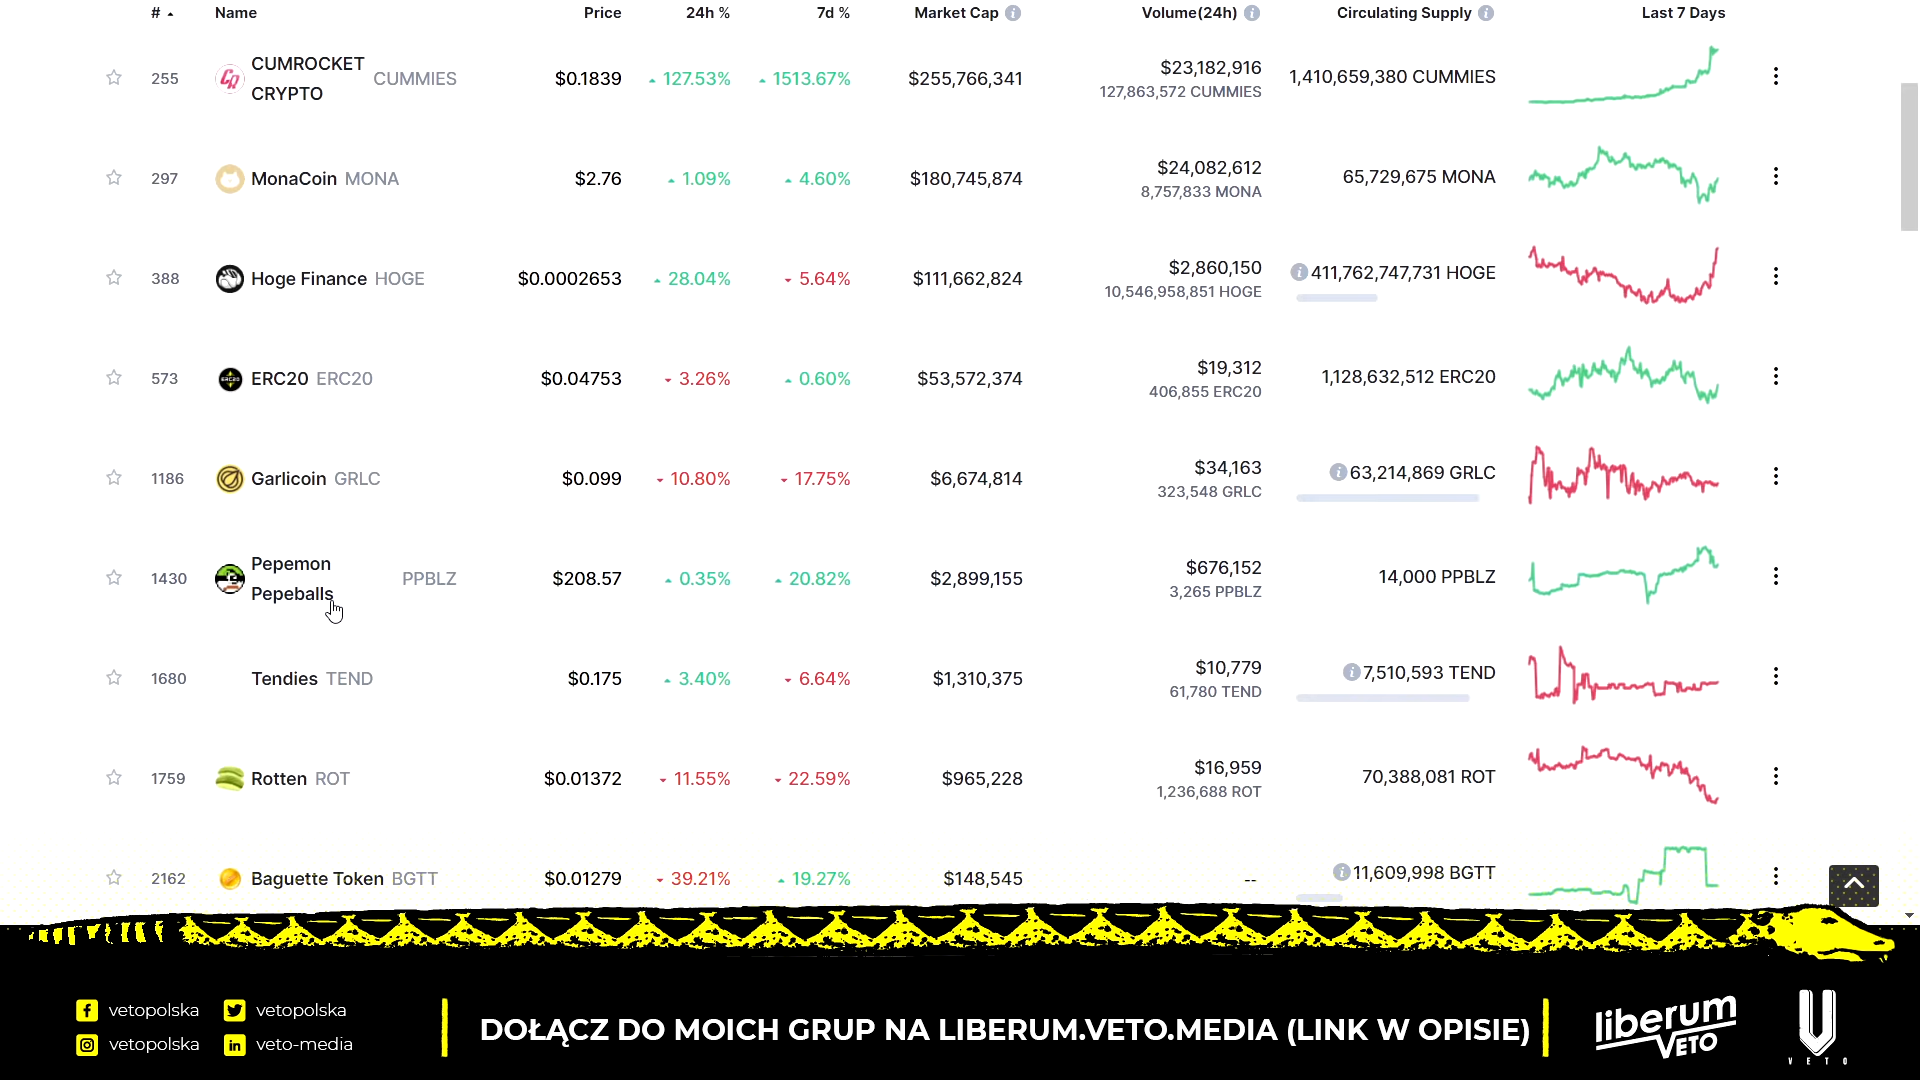 # Name Price 24h % 7d % Market Cap Volume(24h) Circulating Supply Last 7 Days
255 CUMROCKET CRYPTO CUMMIES $0.1839 127.53% 1513.67% $255,766,341 $23,182,916 1,410,659,380 CUMMIES
127,863,572 CUMMIES
297 MonaCoin MONA $2.76 1.09% 4.60% $180,745,874 $24,082,612 65,729,675 MONA
8,757,833 MONA
388 Hoge Finance HOGE $0.0002653 28.04% 5.64% $111,662,824 $2,860,150 411,762,747,731 HOGE
10,546,958,851 HOGE
573 ERC20 ERC20 $0.04753 3.26% 0.60% $53,572,374 $19,312 1,128,632,512 ERC20
406,855 ERC20
1186 Garlicoin GRLC $0.099 10.80% 17.75% $6,674,814 $34,163 63,214,869 GRLC
323,548 GRLC
1430 Pepemon Pepeballs PPBLZ $208.57 0.35% 20.82% $2,899,155 $676,152 14,000 PPBLZ
3,265 PPBLZ
1680 Tendies TEND $0.175 3.40% 6.64% $1,310,375 $10,779 7,510,593 TEND
61,780 TEND
1759 Rotten ROT $0.01372 11.55% 22.59% $965,228 $16,959 70,388,081 ROT
1,236,688 ROT
2162 Baguette Token BGTT $0.01279 39.21% 19.27% $148,545 -- 11,609,998 BGTT
vetopolska vetopolska
vetopolska veto-media
DOŁĄCZ DO MOICH GRUP NA LIBERUM.VETO.MEDIA (LINK W OPISIE)
liberum
VETO
VETO